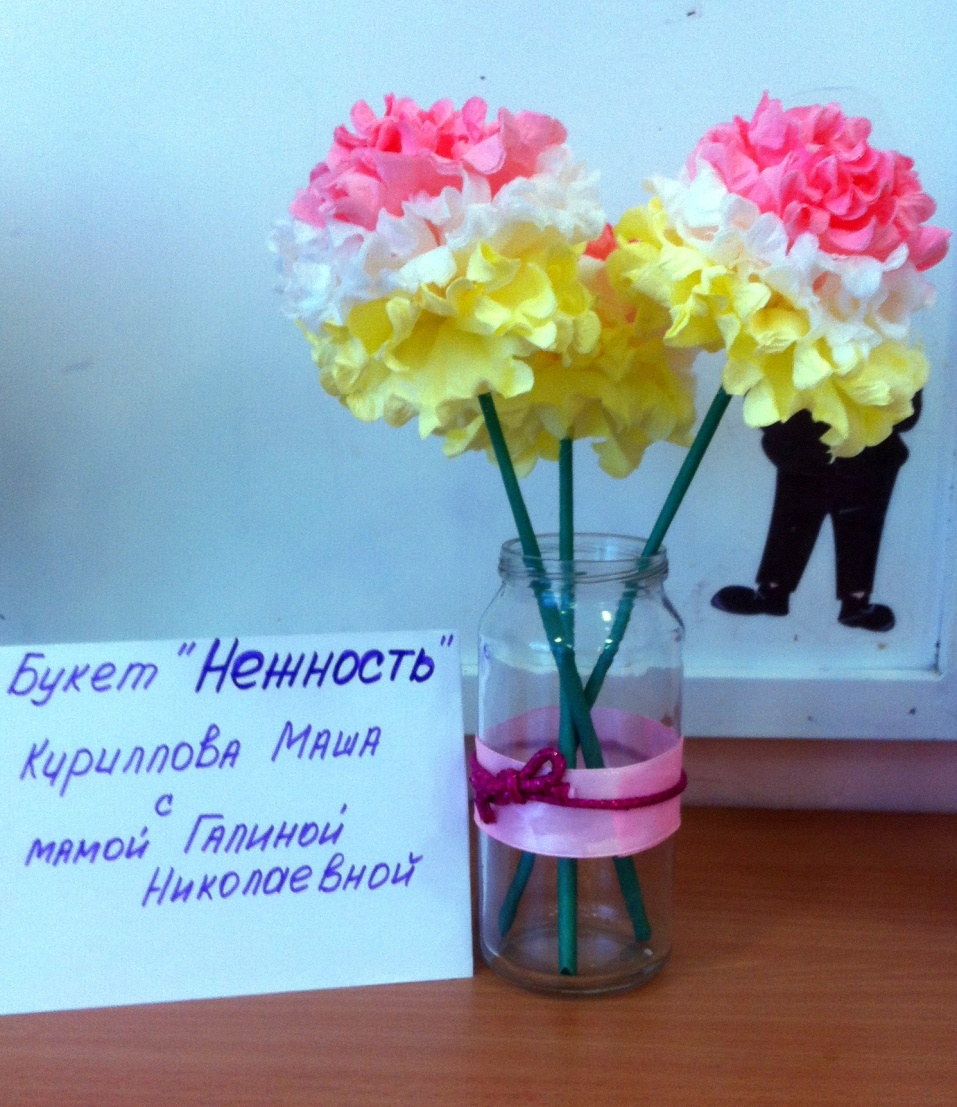 Букет "Нежность"
Кириллова Маша
с
мамой Галиной
Николаевной